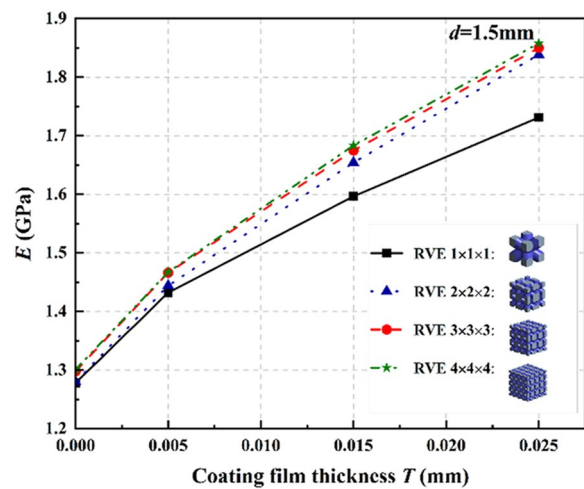 d=1.5mm
1.9
1.8
1.7
1.6
1.5
1.4
1.3
1.2
E ((GPa)
RVE 1×1×1:
RVE 2×2×2:
RVE 3×3×3:
RVE 4×4×4:
0.000 0.005 0.010 0.015 0.020 0.025
Coating film thickness T (mm)